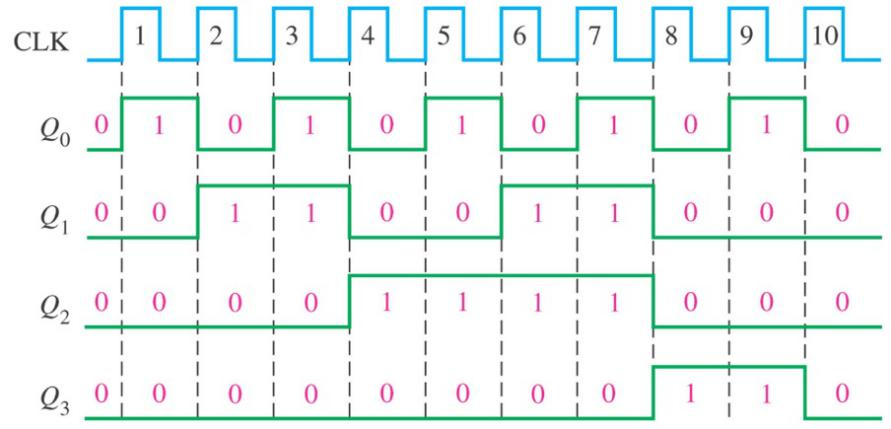 CLK 1 2 3 4 5 6 7 8 9 10
Q0 0 1 0 1 0 1 0 1 0 1 0
Q1 0 0 1 1 0 0 1 1 0 0 0
Q2 0 0 0 0 1 1 1 1 0 0 0
Q3 0 0 0 0 0 0 0 0 1 1 0